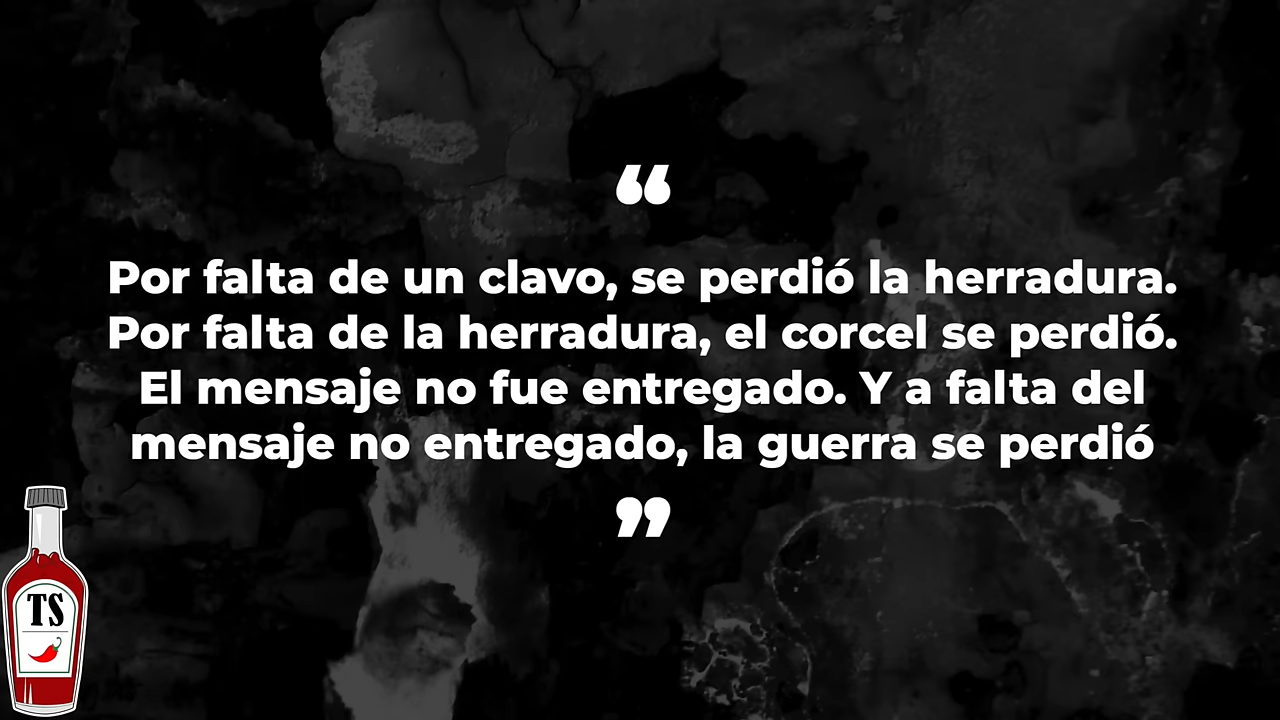 “
Por falta de un clavo, se perdió la herradura.
Por falta de la herradura, el corcel se perdió.
El mensaje no fue entregado. Y a falta del
mensaje no entregado, la guerra se perdió
”
TS